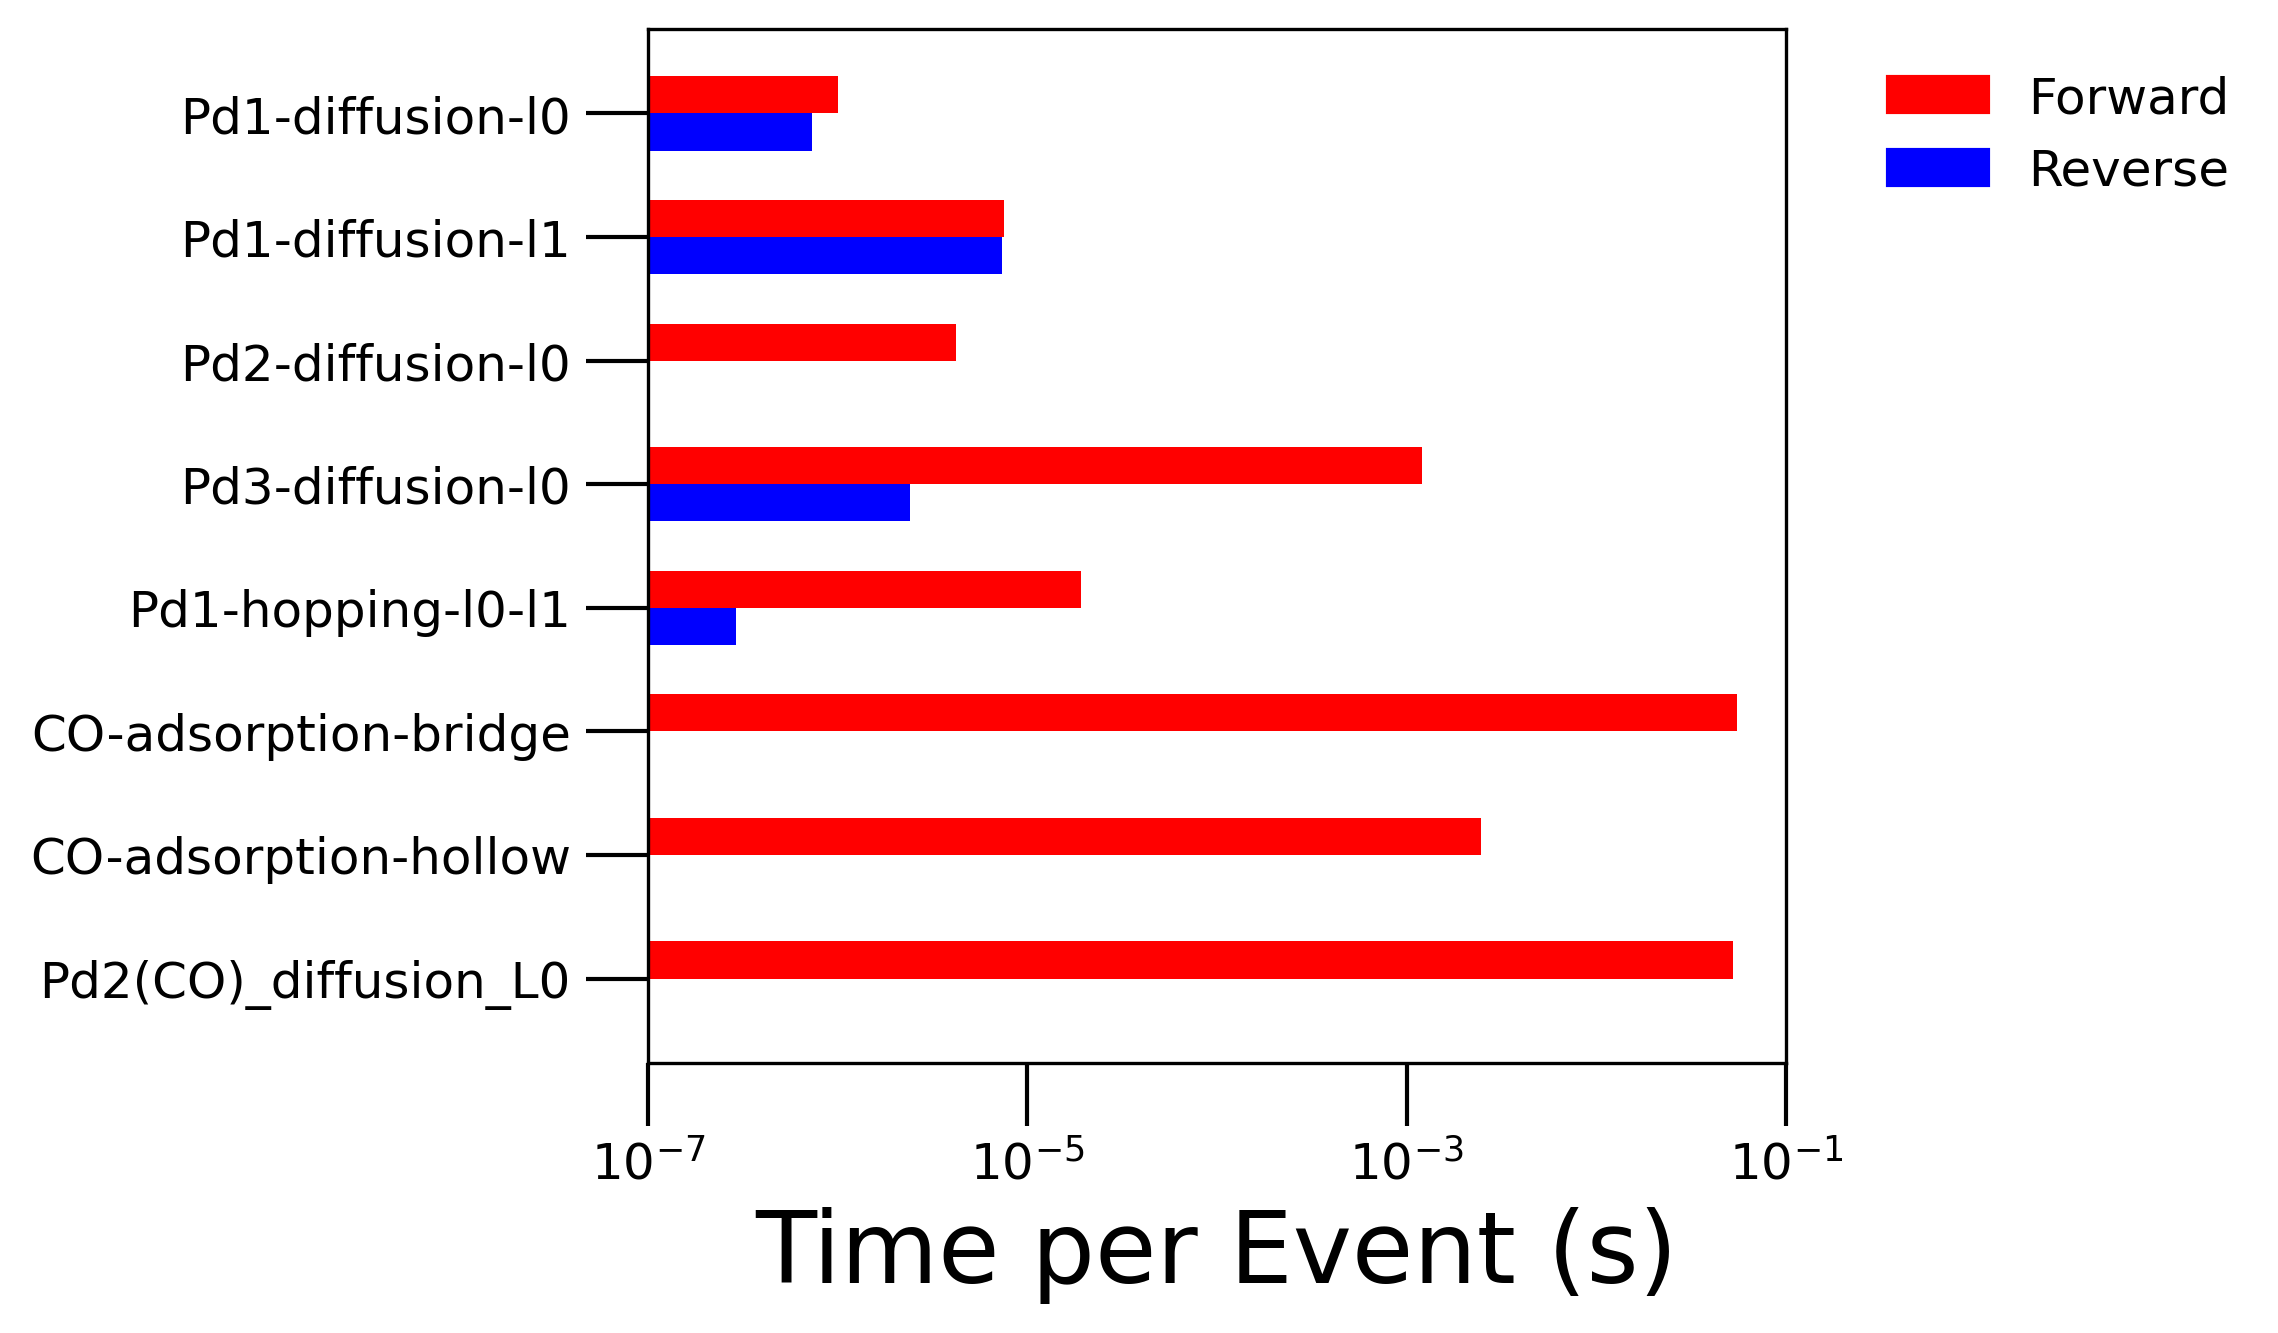 Forward
Reverse
Pd1-diffusion-l0
Pd1-diffusion-l1
Pd2-diffusion-l0
Pd3-diffusion-l0
Pd1-hopping-l0-l1
CO-adsorption-bridge
CO-adsorption-hollow
Pd2(CO)_diffusion_L0
10⁻⁷ 10⁻⁵ 10⁻³ 10⁻¹
Time per Event (s)